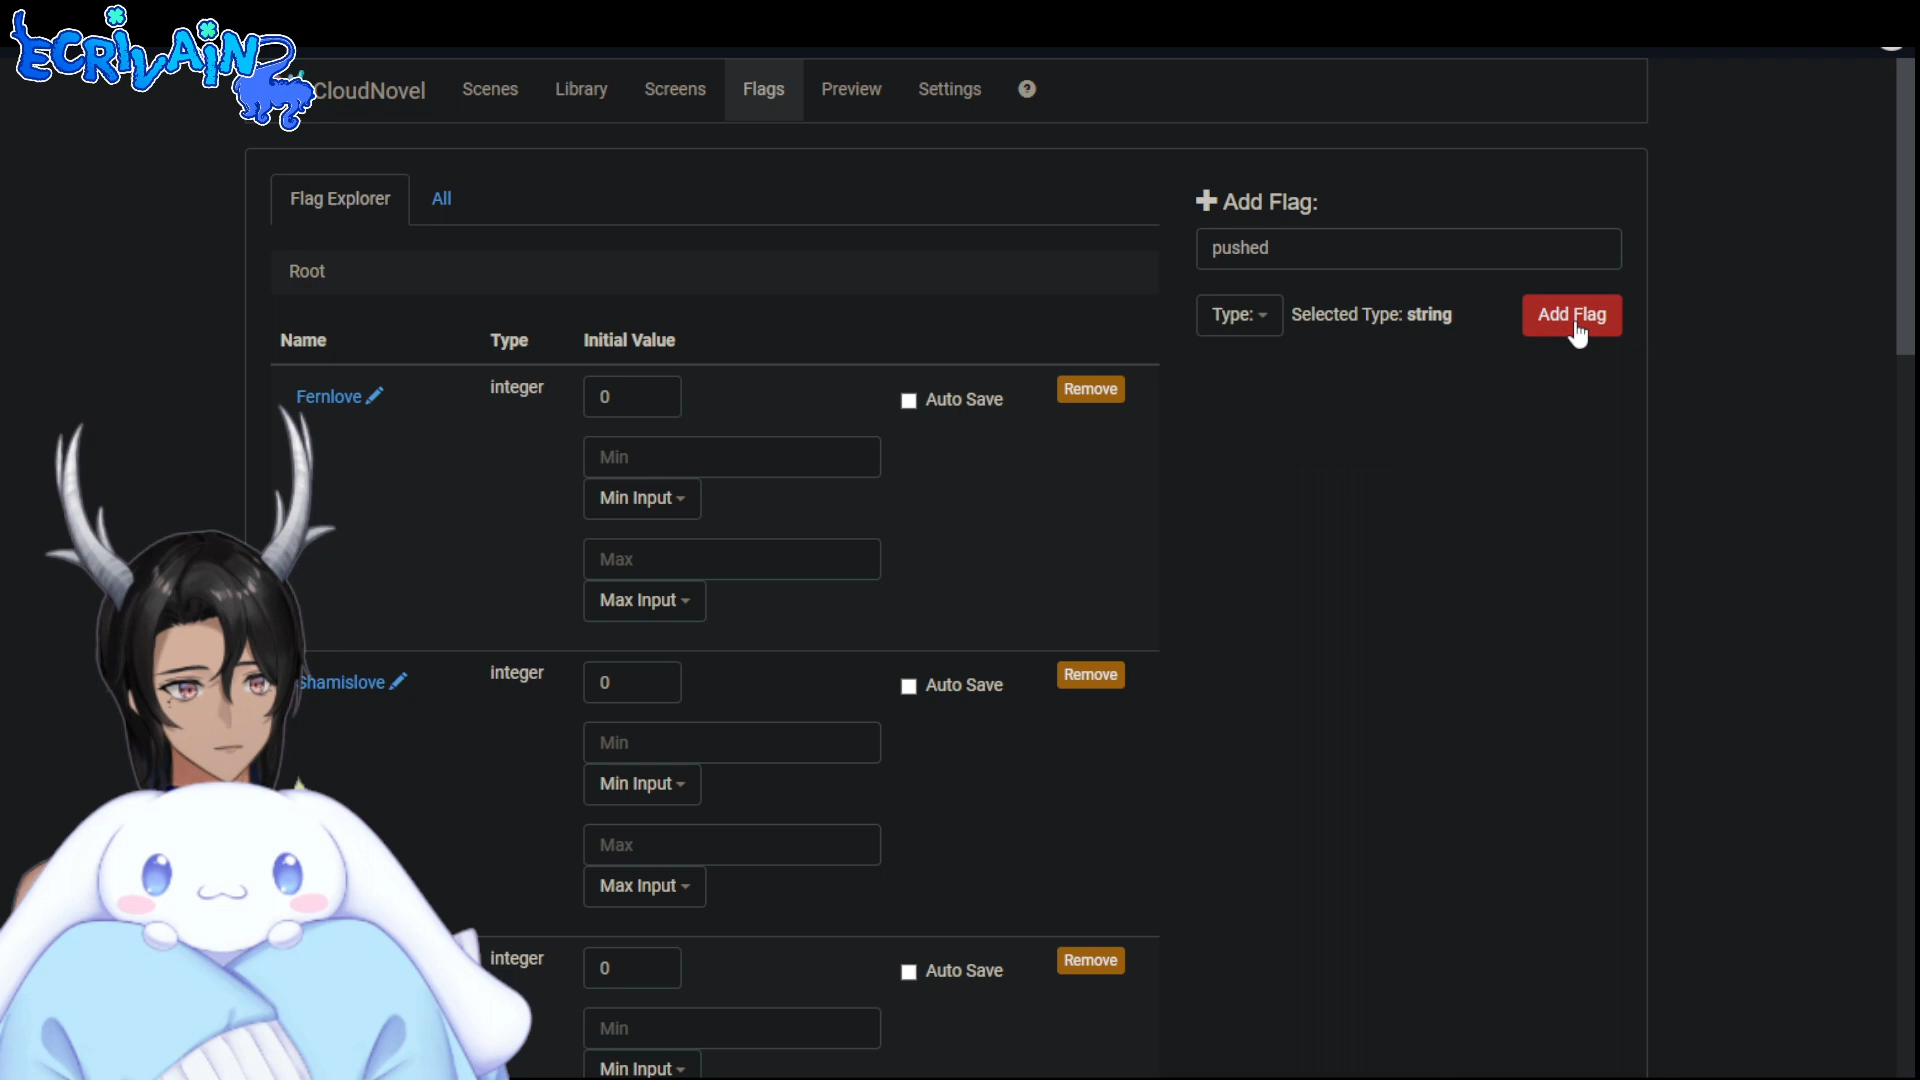 ECRIVAIN
CloudNovel
Scenes
Library
Screens
Flags
Preview
Settings
?
Flag Explorer
All
Add Flag:
pushed
Root
Type:
Selected Type: string
Add Flag
Name
Type
Initial Value
Fernlove
integer
0
Auto Save
Remove
Min
Min Input
Max
Max Input
Shamislove
integer
0
Auto Save
Remove
Min
Min Input
Max
Max Input
integer
0
Auto Save
Remove
Min
Min Input